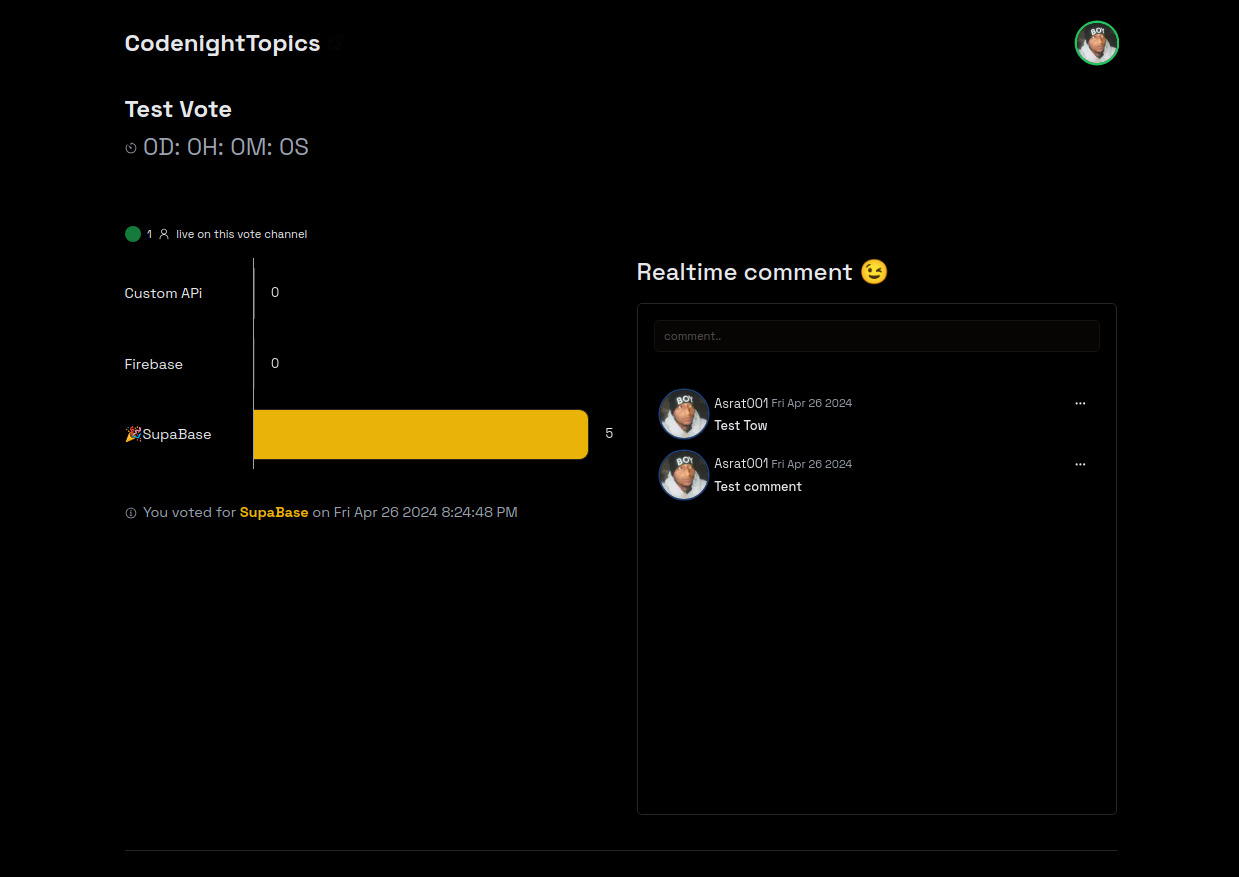 CodenightTopics
Test Vote
0D: 0H: 0M: 0S
1 live on this vote channel
Custom APi 0
Firebase 0
🎉SupaBase 5
You voted for SupaBase on Fri Apr 26 2024 8:24:48 PM
Realtime comment 😉
comment..
Asrat001 Fri Apr 26 2024
Test Tow
Asrat001 Fri Apr 26 2024
Test comment